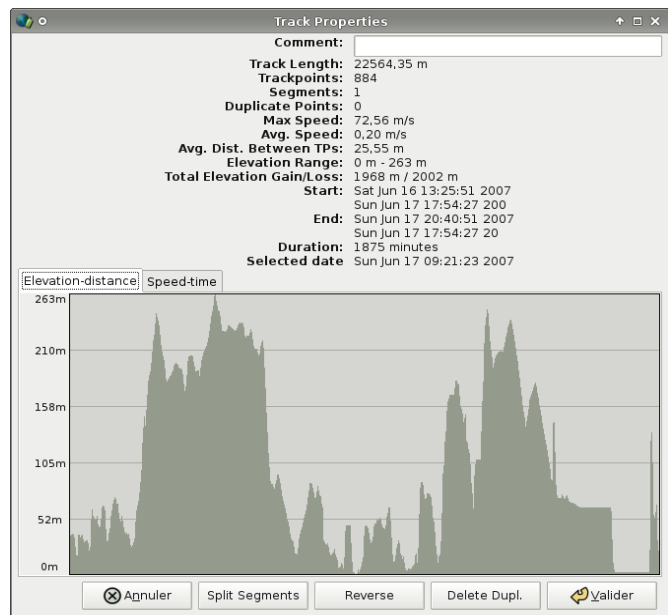 Track Properties
Comment:
Track Length: 22564,35 m
Trackpoints: 884
Segments: 1
Duplicate Points: 0
Max Speed: 72,56 m/s
Avg. Speed: 0,20 m/s
Avg. Dist. Between TPs: 25,55 m
Elevation Range: 0 m - 263 m
Total Elevation Gain/Loss: 1968 m / 2002 m
Start: Sat Jun 16 13:25:51 2007
Sun Jun 17 17:54:27 200
End: Sun Jun 17 20:40:51 2007
Sun Jun 17 17:54:27 20
Duration: 1875 minutes
Selected date Sun Jun 17 09:21:23 2007
Elevation-distance Speed-time
263m
210m
158m
105m
52m
0m
Annuler Split Segments Reverse Delete Dupl. Valider